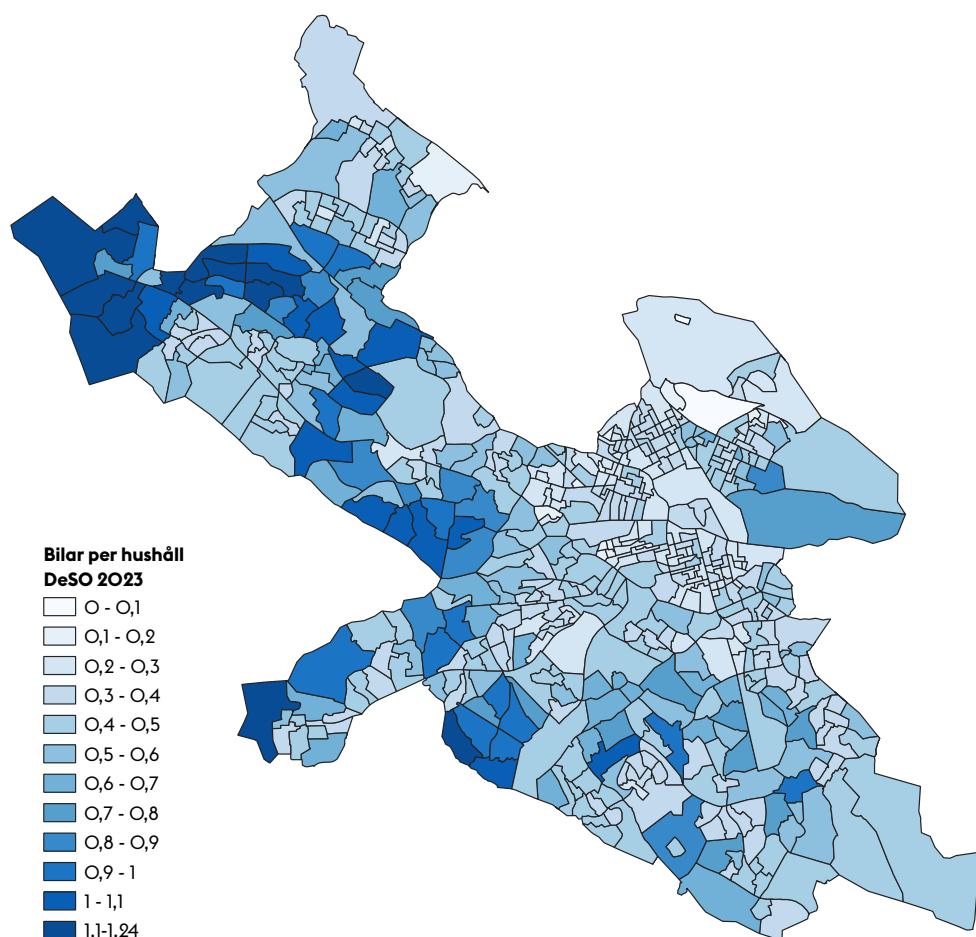 Bilar per hushåll
DeSO 2023
0 - 0,1
0,1 - 0,2
0,2 - 0,3
0,3 - 0,4
0,4 - 0,5
0,5 - 0,6
0,6 - 0,7
0,7 - 0,8
0,8 - 0,9
0,9 - 1
1 - 1,1
1.1-1.24